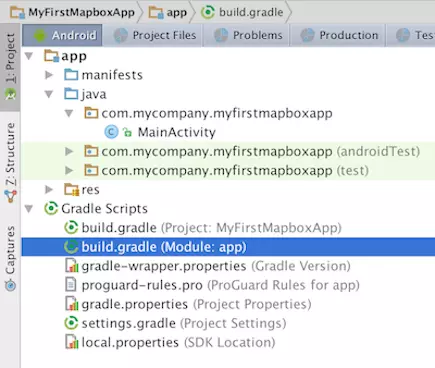 MyFirstMapboxApp app build.gradle
Android Project Files Problems Production Tes
1: Project
app
manifests
java
com.mycompany.myfirstmapboxapp
MainActivity
com.mycompany.myfirstmapboxapp (androidTest)
com.mycompany.myfirstmapboxapp (test)
res
Z: Structure
Gradle Scripts
build.gradle (Project: MyFirstMapboxApp)
build.gradle (Module: app)
Captures
gradle-wrapper.properties (Gradle Version)
proguard-rules.pro (ProGuard Rules for app)
gradle.properties (Project Properties)
settings.gradle (Project Settings)
local.properties (SDK Location)